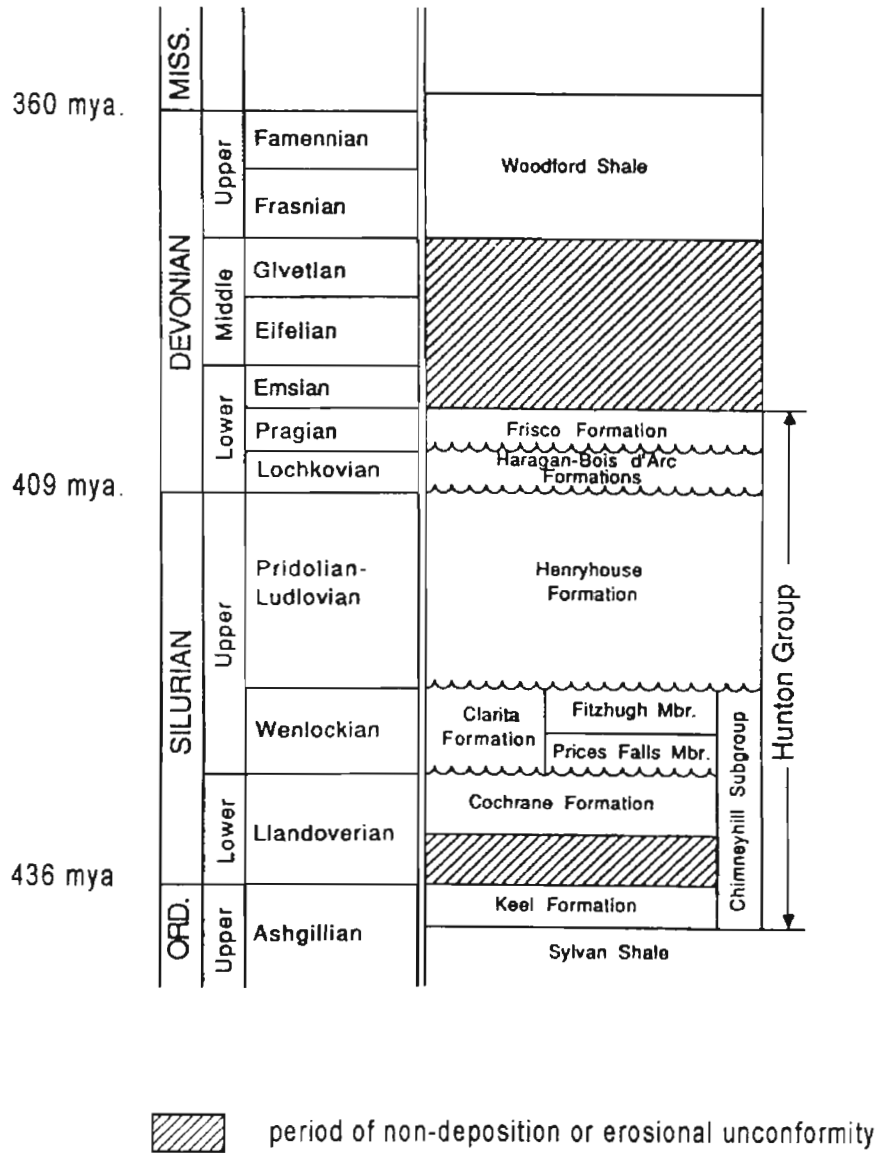 MISS.
360 mya.
DEVONIAN
Upper
Famennian
Frasnian
Woodford Shale
Middle
Givetian
Eifelian
Lower
Emsian
Pragian
Lochkovian
Frisco Formation
Haragan-Bois d'Arc
Formations
409 mya.
SILURIAN
Upper
Pridolian-
Ludlovian
Henryhouse
Formation
Wenlockian
Clarita
Formation
Fitzhugh Mbr.
Prices Falls Mbr.
Lower
Llandoverian
Cochrane Formation
436 mya
ORD.
Upper
Ashgillian
Keel Formation
Sylvan Shale
Chimneyhill Subgroup
Hunton Group
period of non-deposition or erosional unconformity